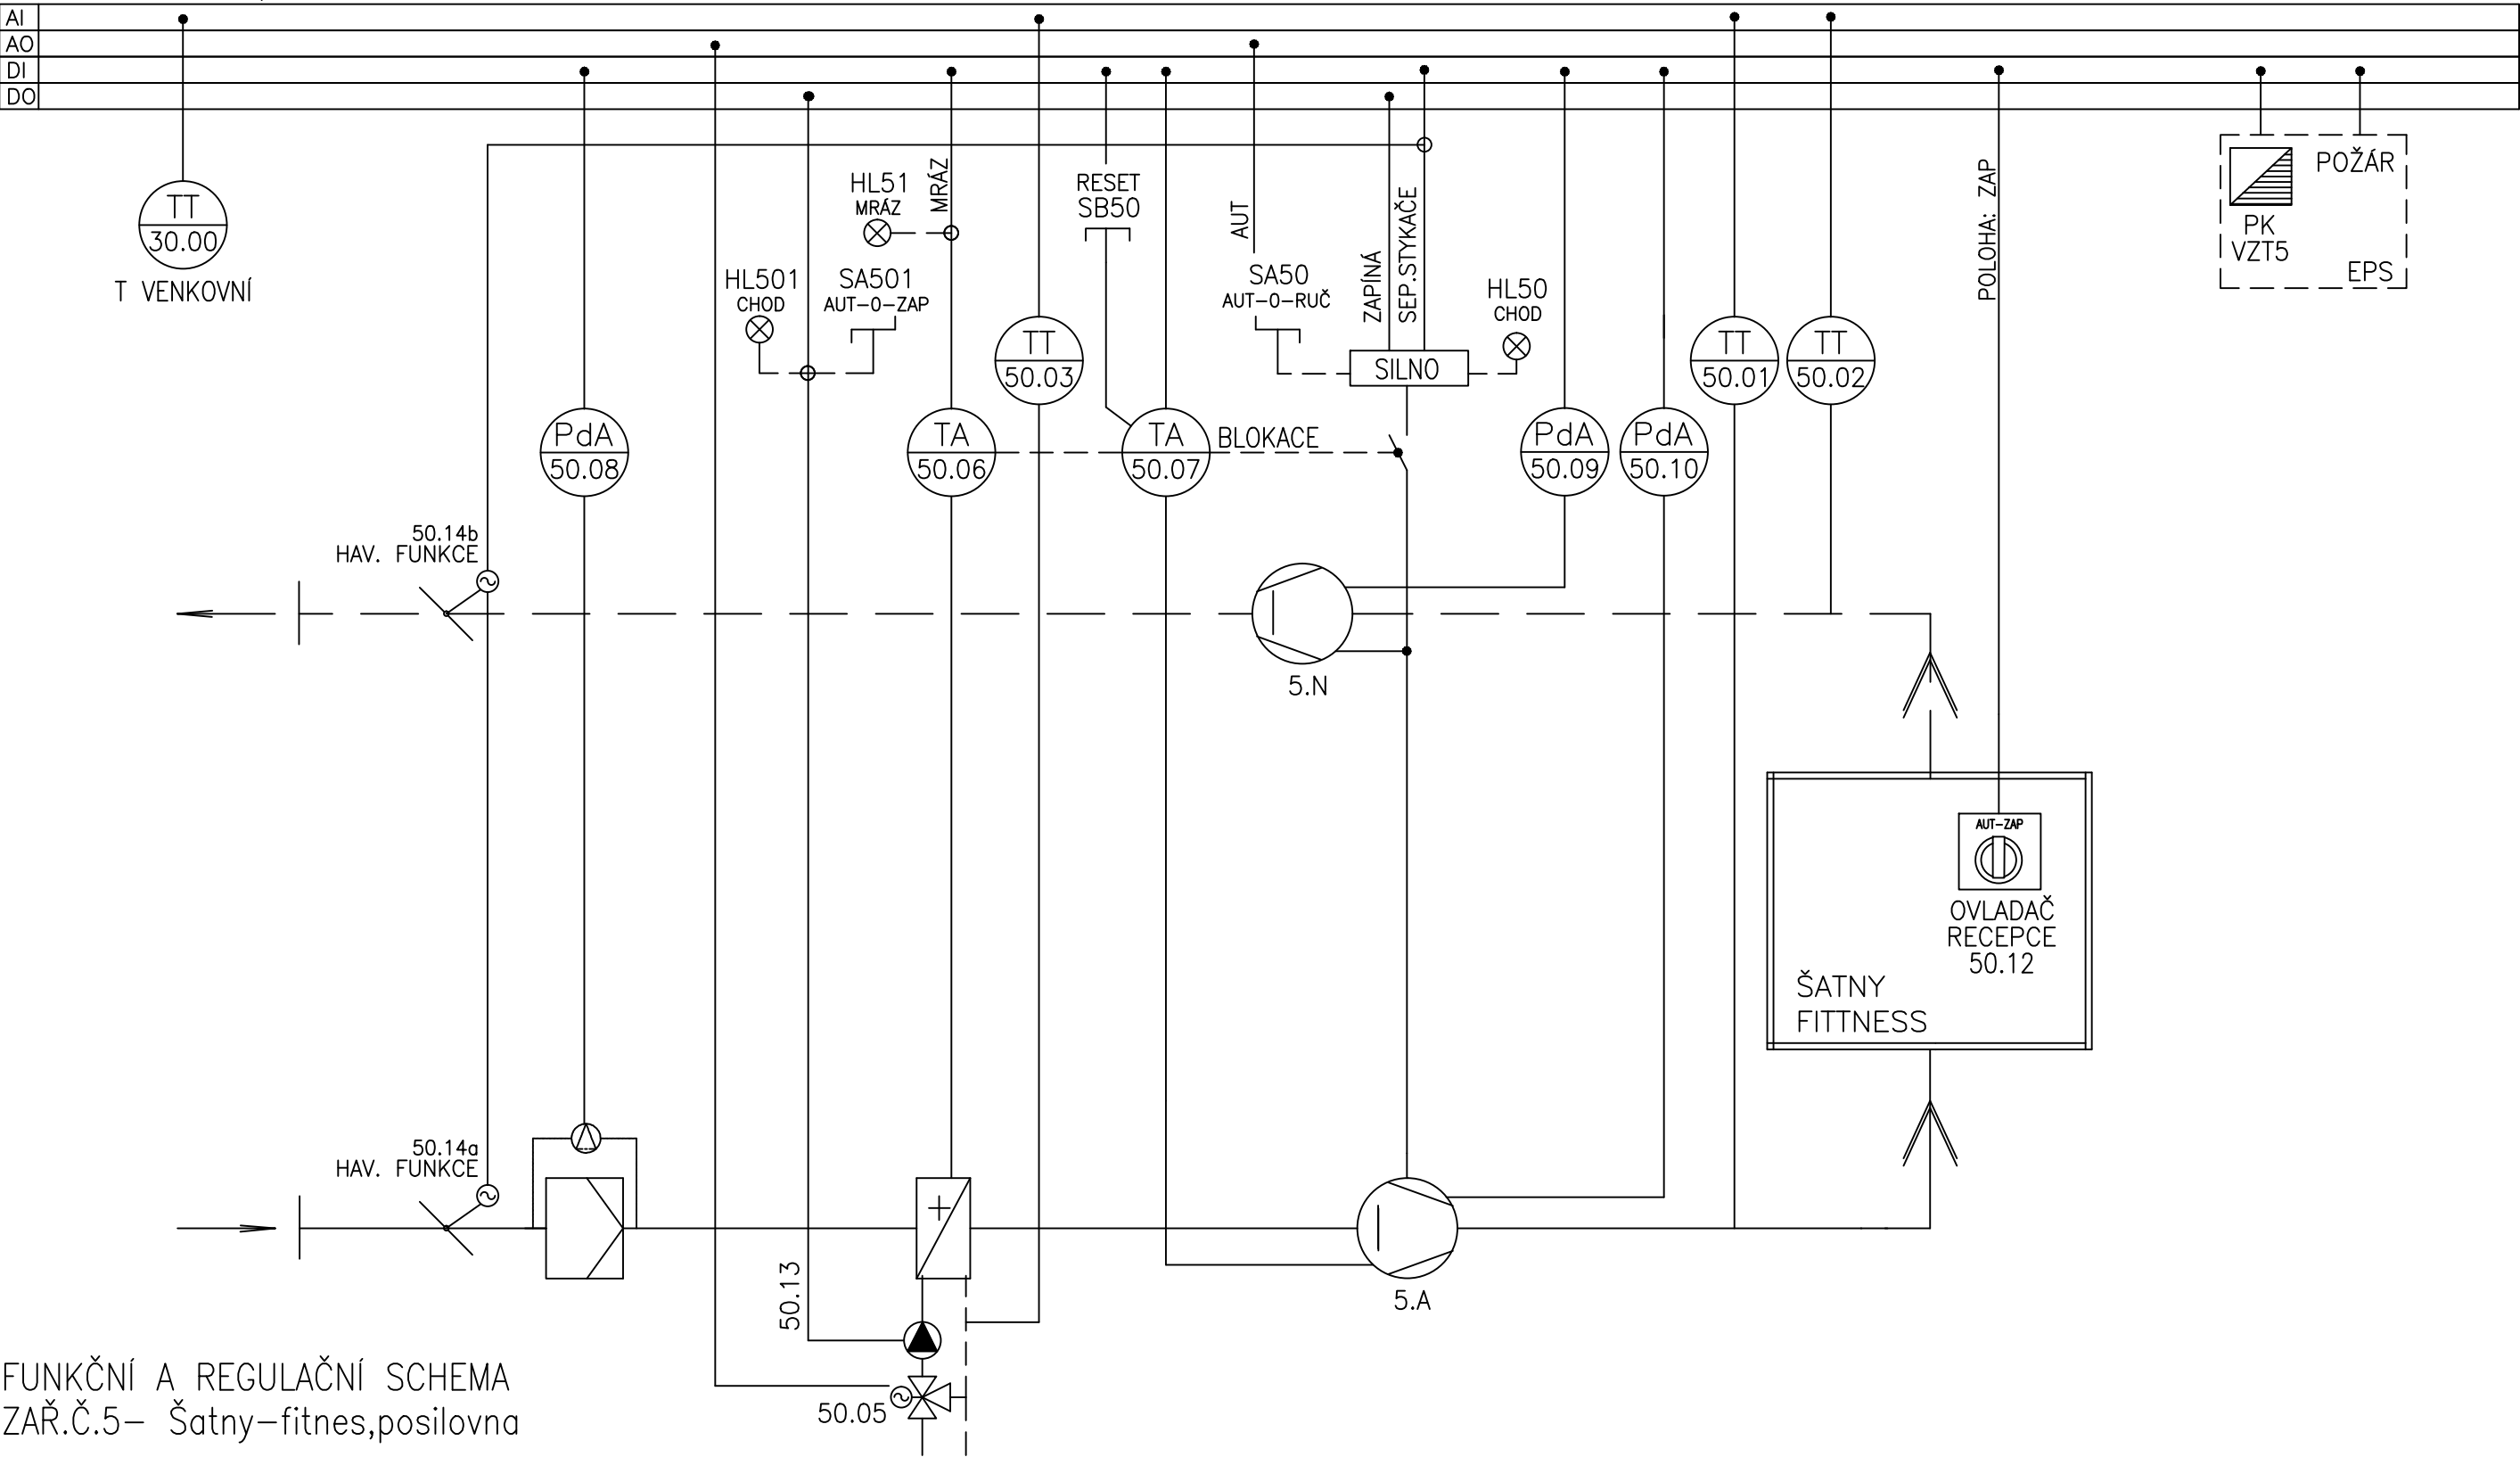 AI
AO
DI
DO
TT
30.00
T VENKOVNÍ
HL51
MRÁZ
MRÁZ
RESET
SB50
AUT
HL501
CHOD
SA501
AUT-0-ZAP
SA50
AUT-0-RUČ
ZAPÍNÁ
SEP.STYKAČE
HL50
CHOD
SILNO
POLOHA: ZAP
POŽÁR
PK
VZT5
EPS
TT
50.03
TT
50.01
TT
50.02
PdA
50.08
TA
50.06
TA
50.07
BLOKACE
PdA
50.09
PdA
50.10
50.14b
HAV. FUNKCE
5.N
AUT-ZAP
OVLADAČ
RECEPCE
50.12
ŠATNY
FITTNESS
50.14a
HAV. FUNKCE
50.13
5.A
50.05
FUNKČNÍ A REGULAČNÍ SCHEMA
ZAŘ.Č.5- Šatny-fitnes,posilovna